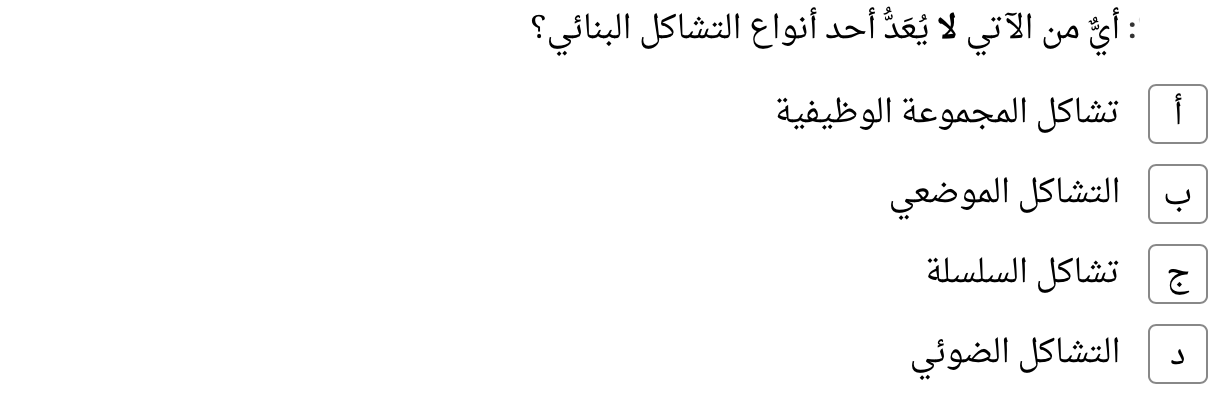 : أيٌّ من الآتي لا يُعَدُّ أحد أنواع التشاكل البنائي؟
أ تشاكل المجموعة الوظيفية
ب التشاكل الموضعي
ج تشاكل السلسلة
د التشاكل الضوئي